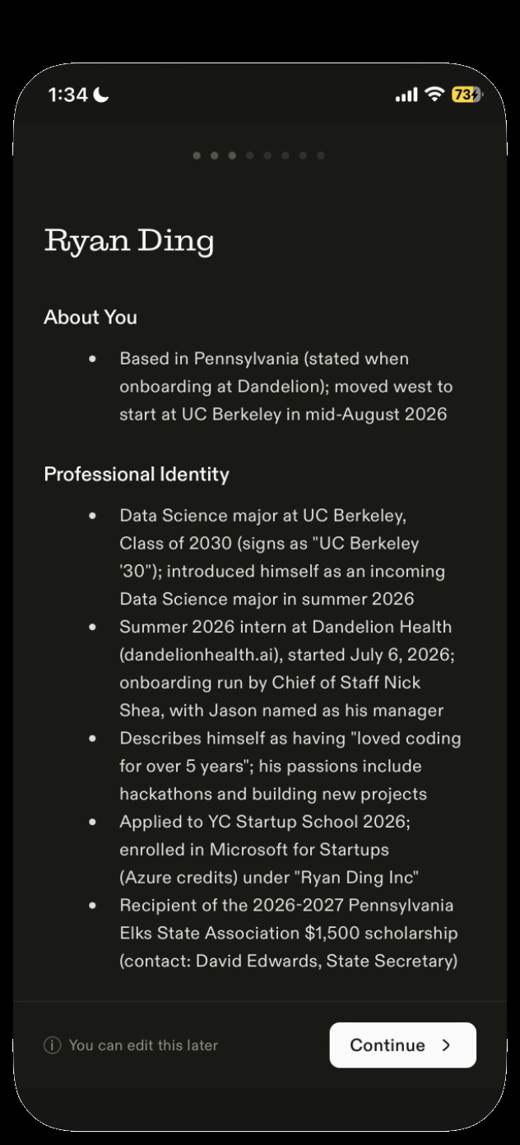 1:34
73
Ryan Ding
About You
• Based in Pennsylvania (stated when
onboarding at Dandelion); moved west to
start at UC Berkeley in mid-August 2026
Professional Identity
• Data Science major at UC Berkeley,
Class of 2030 (signs as "UC Berkeley
'30"); introduced himself as an incoming
Data Science major in summer 2026
• Summer 2026 intern at Dandelion Health
(dandelionhealth.ai), started July 6, 2026;
onboarding run by Chief of Staff Nick
Shea, with Jason named as his manager
• Describes himself as having "loved coding
for over 5 years"; his passions include
hackathons and building new projects
• Applied to YC Startup School 2026;
enrolled in Microsoft for Startups
(Azure credits) under "Ryan Ding Inc"
• Recipient of the 2026-2027 Pennsylvania
Elks State Association $1,500 scholarship
(contact: David Edwards, State Secretary)
You can edit this later
Continue